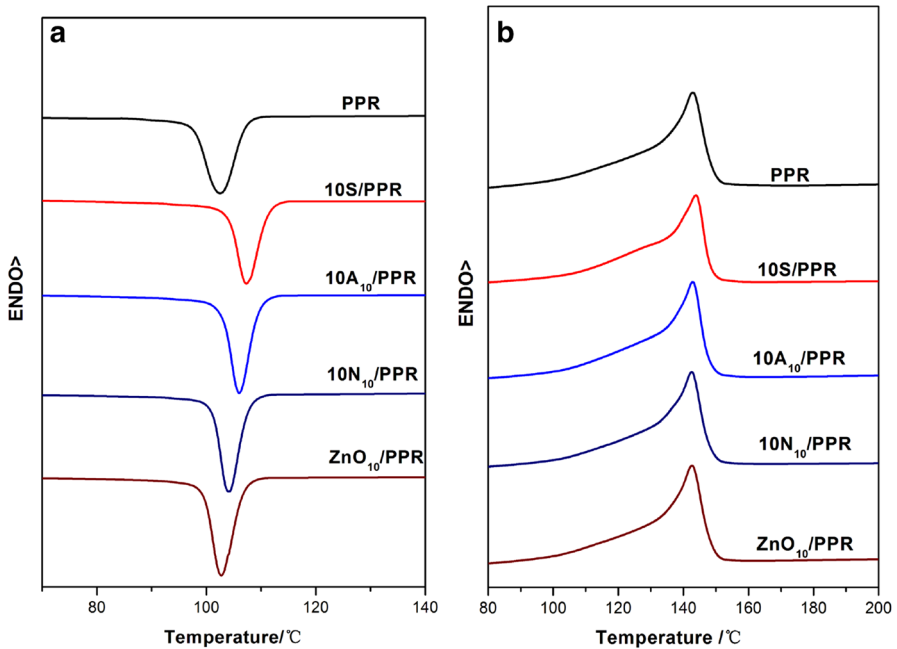 a
PPR
10S/PPR
10A10/PPR
10N10/PPR
ZnO10/PPR
ENDO>
80 100 120 140
Temperature/℃
b
PPR
10S/PPR
10A10/PPR
10N10/PPR
ZnO10/PPR
ENDO>
80 100 120 140 160 180 200
Temperature /℃